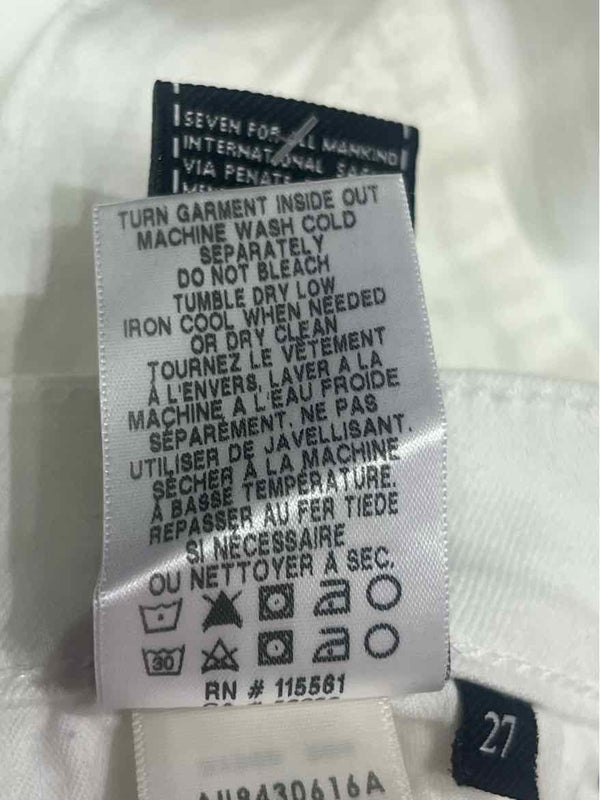 SEVEN FOR ALL MANKIND
INTERNATIONAL
VIA PENATE
TURN GARMENT INSIDE OUT
MACHINE WASH COLD
SEPARATELY
DO NOT BLEACH
TUMBLE DRY LOW
IRON COOL WHEN NEEDED
OR DRY CLEAN
TOURNEZ LE VÊTEMENT
À L'ENVERS, LAVER A LA
MACHINE A L'EAU FROÍDE
SÉPARÉMENT. NE PAS
UTILISER DE JAVELLISANT.
SÉCHER À LA MACHINE
À BASSE TEMPÉRATURE.
REPASSER AU FER TIEDE
SI NÉCESSAIRE
OU NETTOYER À SEC.
30
RN # 115561
27
8430616A